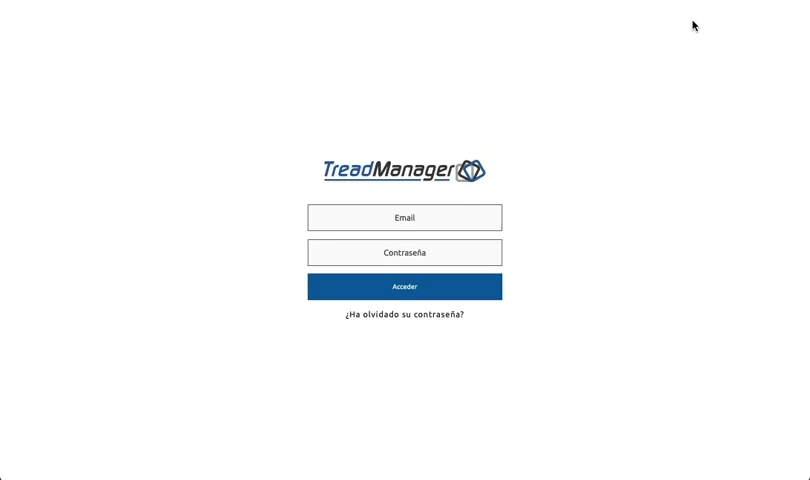 TreadManager
Email
Contraseña
Acceder
¿Ha olvidado su contraseña?